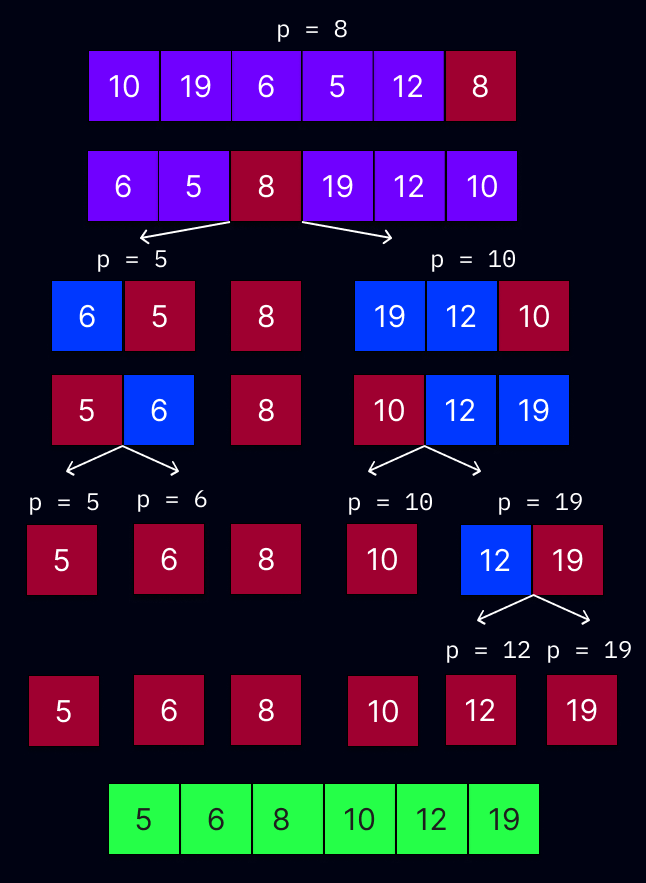 p = 8
10 19 6 5 12 8
6 5 8 19 12 10
p = 5 p = 10
6 5 8 19 12 10
5 6 8 10 12 19
p = 5 p = 6 p = 10 p = 19
5 6 8 10 12 19
p = 12 p = 19
5 6 8 10 12 19
5 6 8 10 12 19